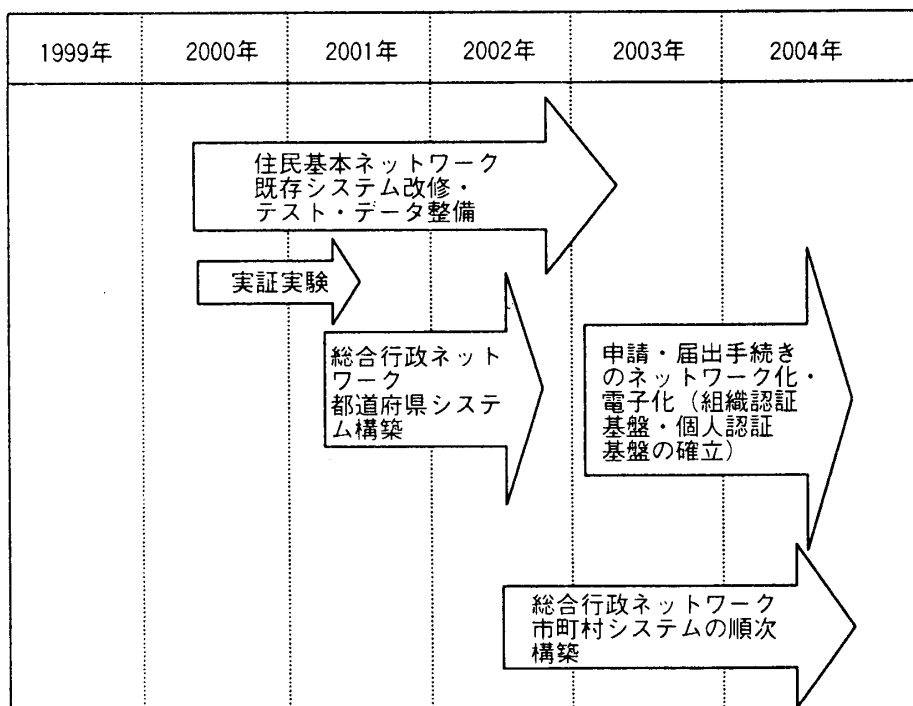 1999年 2000年 2001年 2002年 2003年 2004年
住民基本ネットワーク
既存システム改修・
テスト・データ整備
実証実験
総合行政ネット
ワーク
都道府県システ
ム構築
申請・届出手続き
のネットワーク化・
電子化（組織認証
基盤・個人認証
基盤の確立）
総合行政ネットワーク
市町村システムの順次
構築